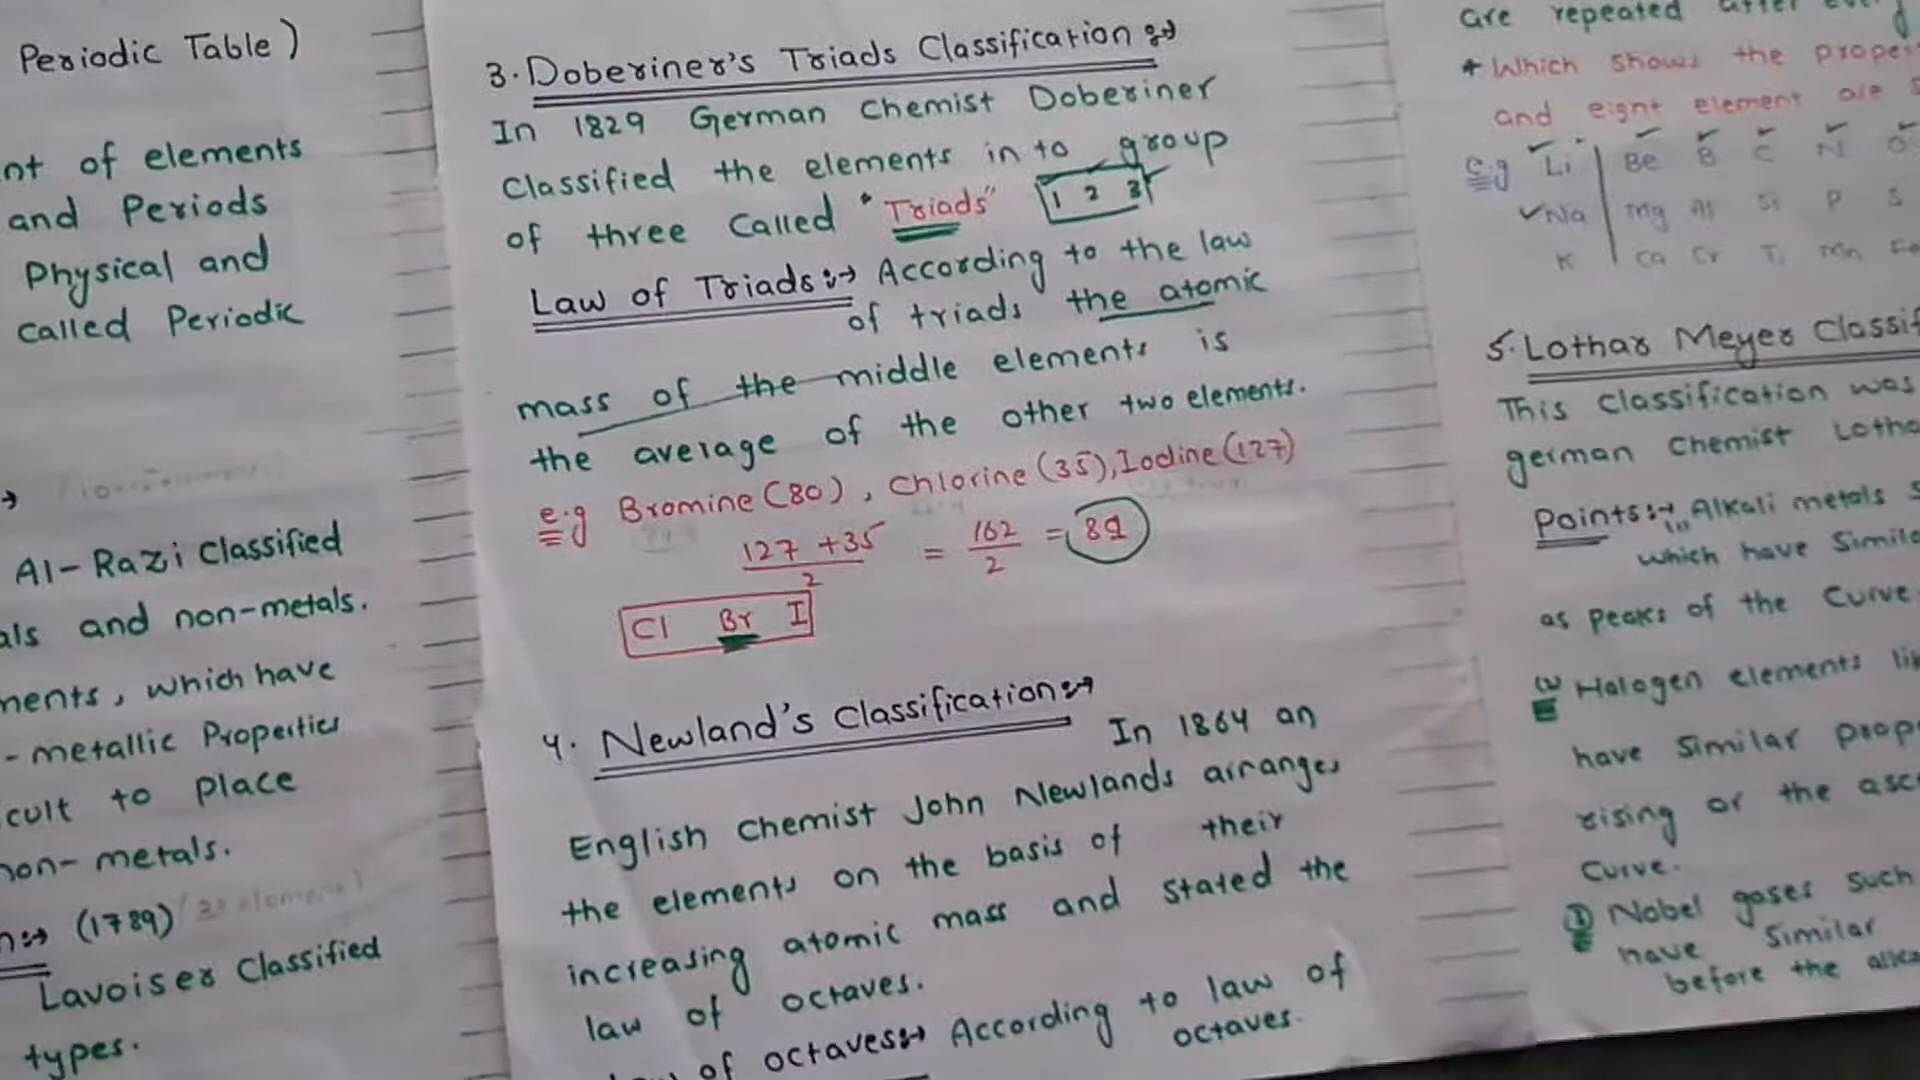 Periodic Table)
nt of elements
and Periods
Physical and
called Periodic
Al-Razi Classified
als and non-metals.
ments, which have
- metallic Properties
cult to place
non-metals.
(1789)
Lavoiser Classified
types.
3. Doberiner's Triads Classification:→
In 1829 German Chemist Doberiner
classified the elements in to group
of three Called "Triads" 1 2 3
Law of Triads:→ According to the law
of triads the atomic
mass of the middle elements is
the average of the other two elements.
e.g Bromine (80), Chlorine (35), Iodine (127)
127 + 35 / 2 = 162 / 2 = 81
Cl Br I
4. Newland's Classification:→
In 1864 an
English chemist John Newlands arranges
the elements on the basis of their
increasing atomic mass and stated the
law of octaves.
of octaves:→ According to law of
octaves.
are repeated after
* Which shows the
and eight element are
e.g Li Be B C N O
Na Mg Al Si P S
K Ca Cr Ti Mn Fe
5. Lothar Meyer Classif
This Classification was
german Chemist Lotha
Points:→ (1) Alkali metals
which have Simila
as Peaks of the Curve.
(2) Halogen elements
have Similar prop
rising or the asc
Curve.
(3) Nobel gases such
have Similar
before the alka